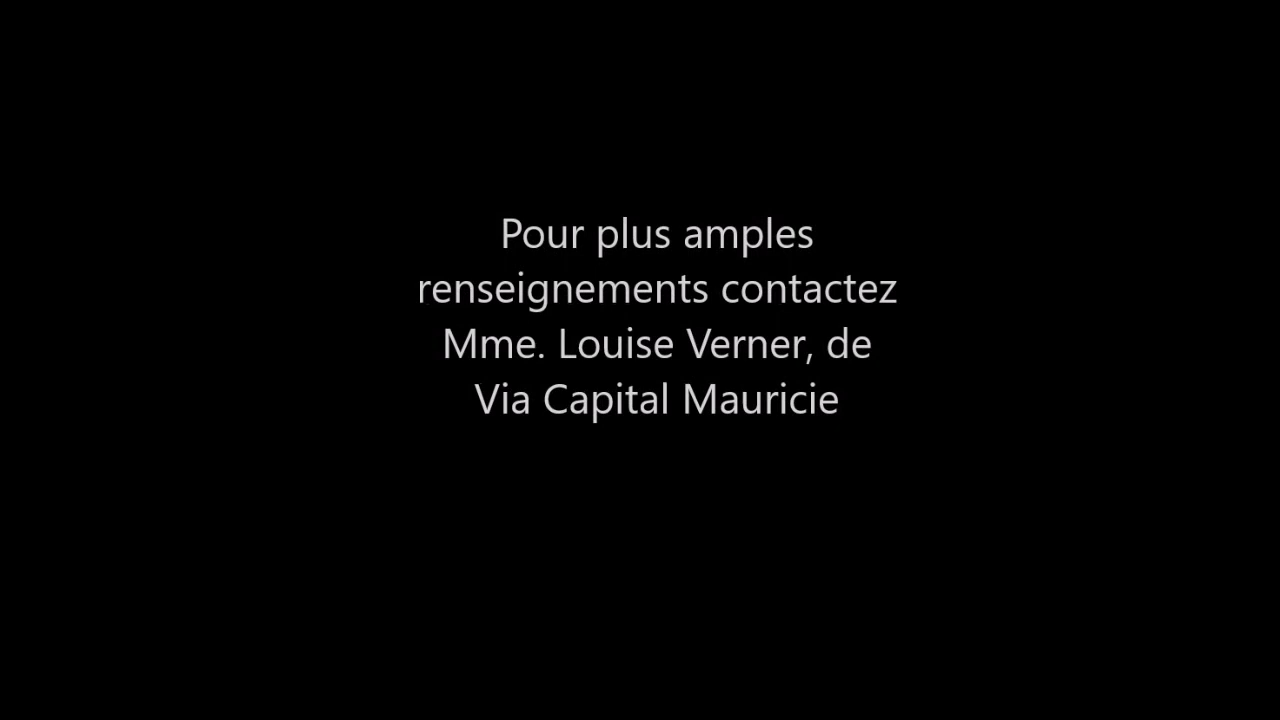 Pour plus amples
renseignements contactez
Mme. Louise Verner, de
Via Capital Mauricie